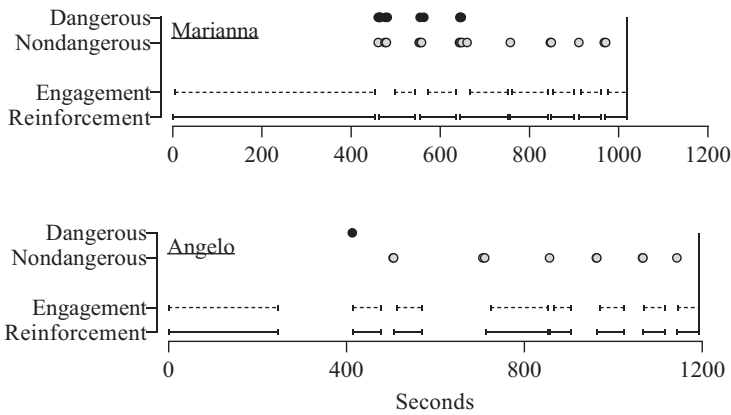 Dangerous
Nondangerous
Marianna
Engagement
Reinforcement
0 200 400 600 800 1000 1200
Dangerous
Nondangerous
Angelo
Engagement
Reinforcement
0 400 800 1200
Seconds